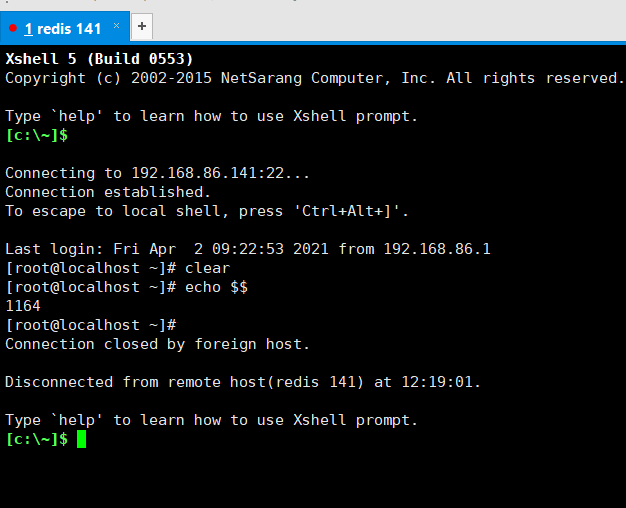 1 redis 141 × +
Xshell 5 (Build 0553)
Copyright (c) 2002-2015 NetSarang Computer, Inc. All rights reserved.
Type `help' to learn how to use Xshell prompt.
[c:\~]$
Connecting to 192.168.86.141:22...
Connection established.
To escape to local shell, press 'Ctrl+Alt+]'.
Last login: Fri Apr  2 09:22:53 2021 from 192.168.86.1
[root@localhost ~]# clear
[root@localhost ~]# echo $$
1164
[root@localhost ~]#
Connection closed by foreign host.
Disconnected from remote host(redis 141) at 12:19:01.
Type `help' to learn how to use Xshell prompt.
[c:\~]$